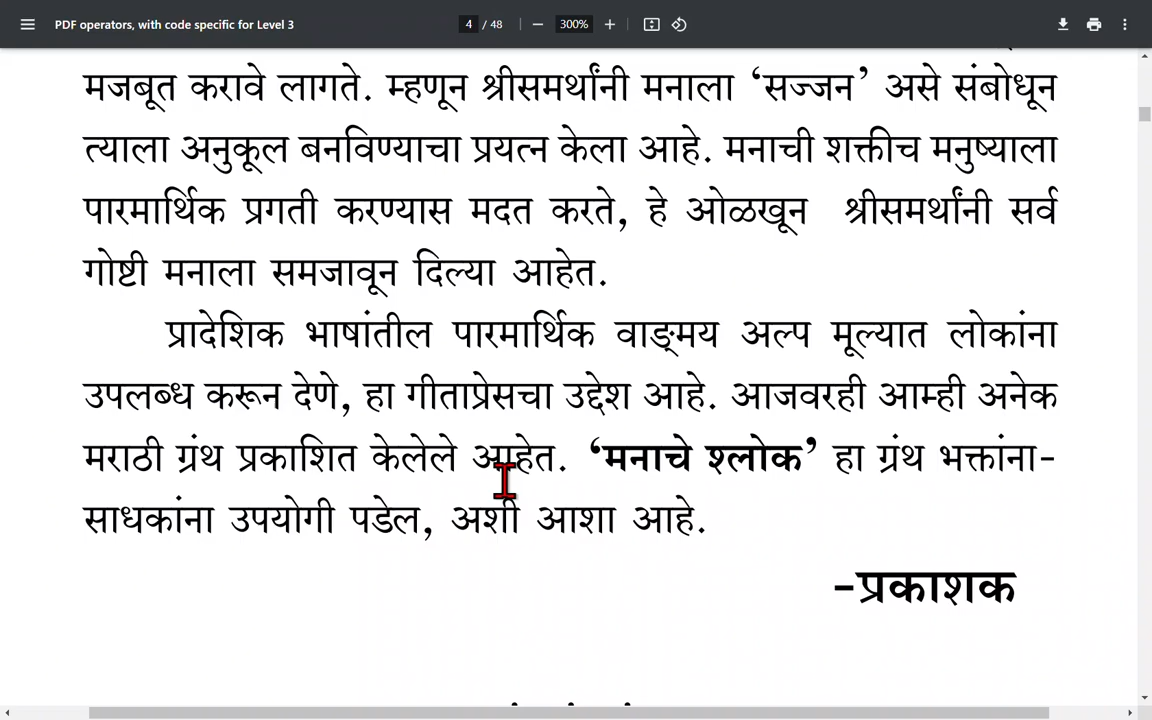 PDF operators, with code specific for Level 3
4 / 48
300%
मजबूत करावे लागते. म्हणून श्रीसमर्थांनी मनाला ‘सज्जन’ असे संबोधून
त्याला अनुकूल बनविण्याचा प्रयत्न केला आहे. मनाची शक्तीच मनुष्याला
पारमार्थिक प्रगती करण्यास मदत करते, हे ओळखून श्रीसमर्थांनी सर्व
गोष्टी मनाला समजावून दिल्या आहेत.
प्रादेशिक भाषांतील पारमार्थिक वाङ्मय अल्प मूल्यात लोकांना
उपलब्ध करून देणे, हा गीताप्रेसचा उद्देश आहे. आजवरही आम्ही अनेक
मराठी ग्रंथ प्रकाशित केलेले आहेत. ‘मनाचे श्लोक’ हा ग्रंथ भक्तांना-
साधकांना उपयोगी पडेल, अशी आशा आहे.
-प्रकाशक